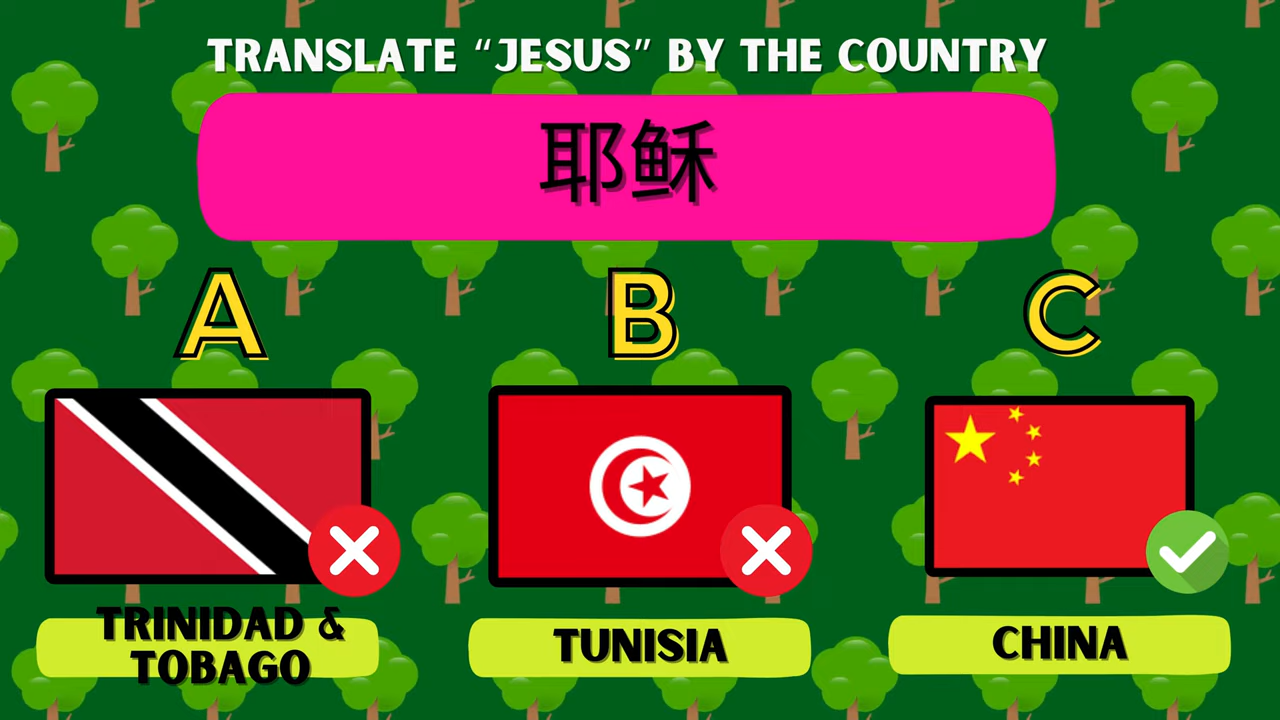 TRANSLATE “JESUS” BY THE COUNTRY
耶稣
A
B
C
TRINIDAD &
TOBAGO
TUNISIA
CHINA